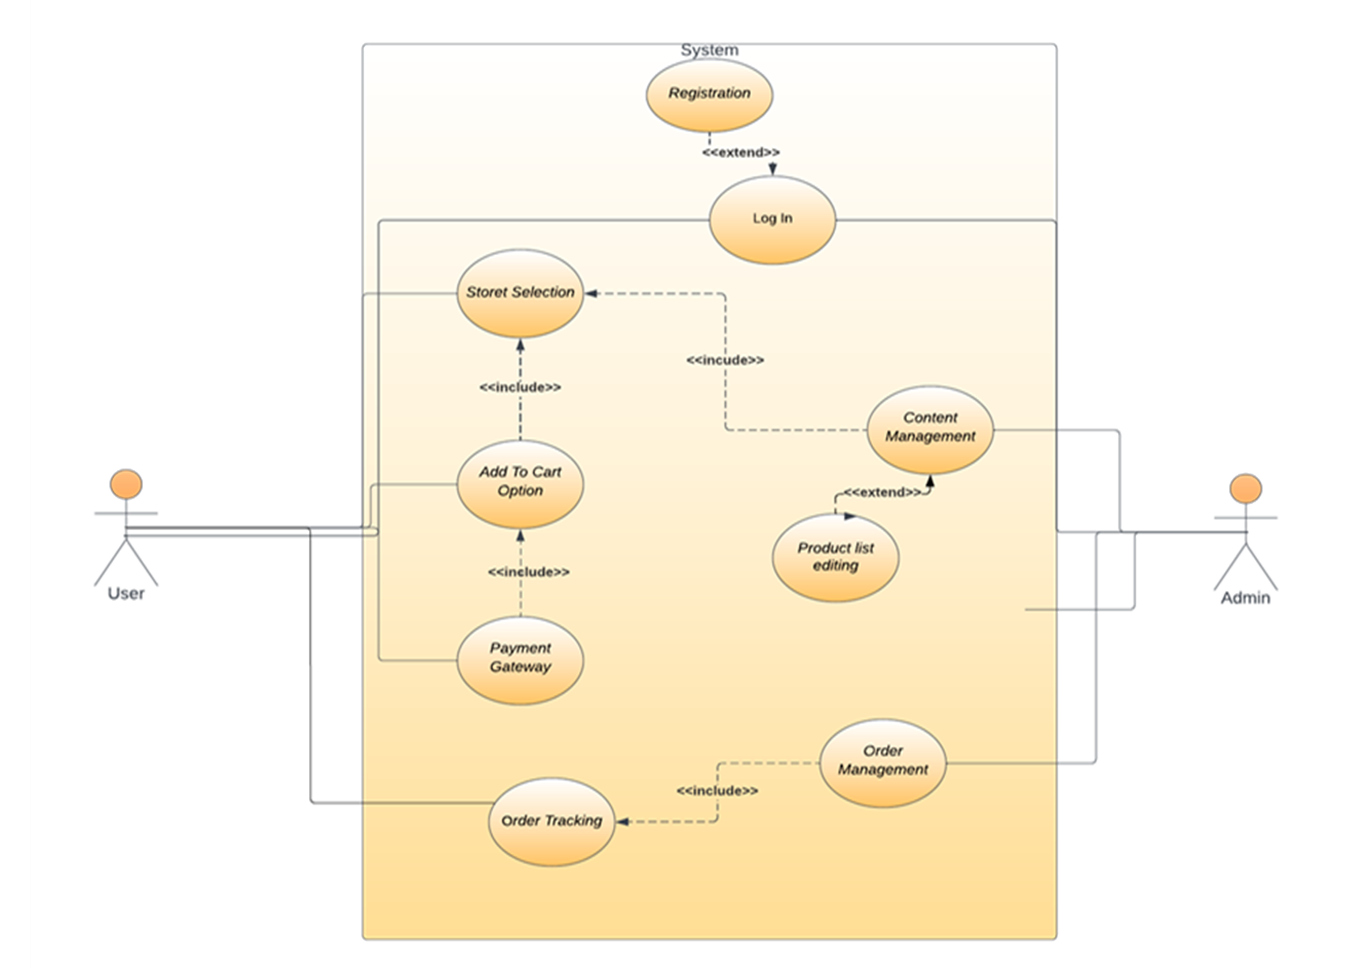 System
Registration
<<extend>>
Log In
Storet Selection
<<incude>>
<<include>>
Content
Management
Add To Cart
Option
<<extend>>
Product list
editing
<<include>>
User
Admin
Payment
Gateway
Order
Management
<<include>>
Order Tracking